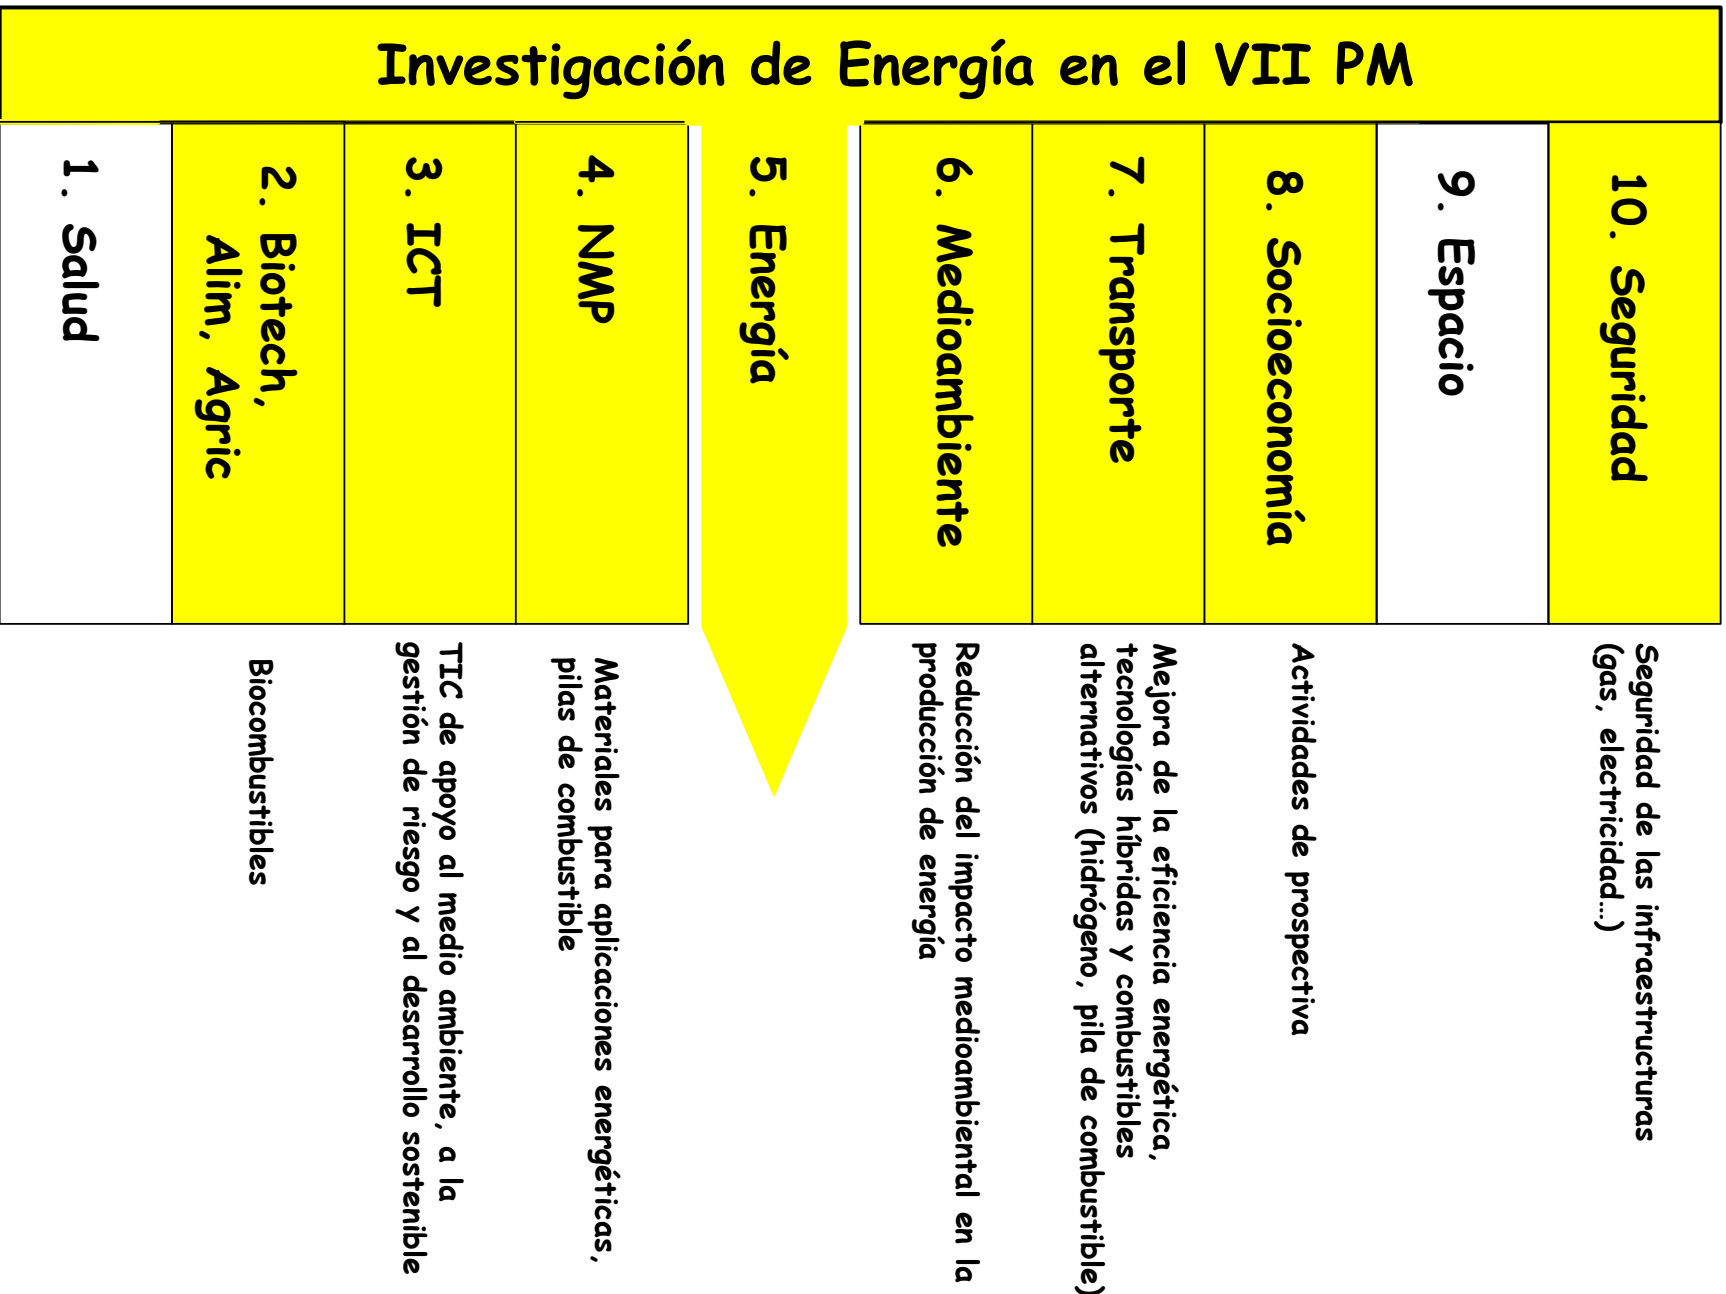 Investigación de Energía en el VII PM
1. Salud
2. Biotech,
Alim, Agric
3. ICT
4. NMP
5. Energía
6. Medioambiente
7. Transporte
8. Socioeconomía
9. Espacio
10. Seguridad
Biocombustibles
TIC de apoyo al medio ambiente, a la
gestión de riesgo y al desarrollo sostenible
Materiales para aplicaciones energéticas,
pilas de combustible
Reducción del impacto medioambiental en la
producción de energía
Mejora de la eficiencia energética,
tecnologías híbridas y combustibles
alternativos (hidrógeno, pila de combustible)
Actividades de prospectiva
Seguridad de las infraestructuras
(gas, electricidad…)